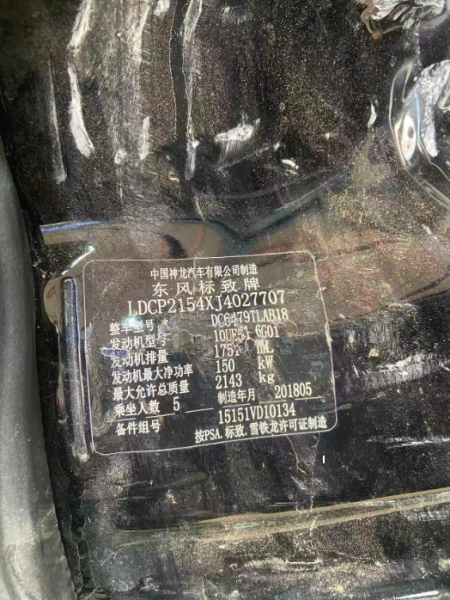 中国神龙汽车有限公司制造
东风标致牌
LDCP2154XJ4027707
整车型号 DC6479TLAB18
发动机型号 10UF51 6G01
发动机排量 1751 mL
发动机最大净功率 150 kW
最大允许总质量 2143 kg
乘坐人数 5 制造年月 201805
备件组号 15151VD10134
按PSA.标致.雪铁龙许可证制造